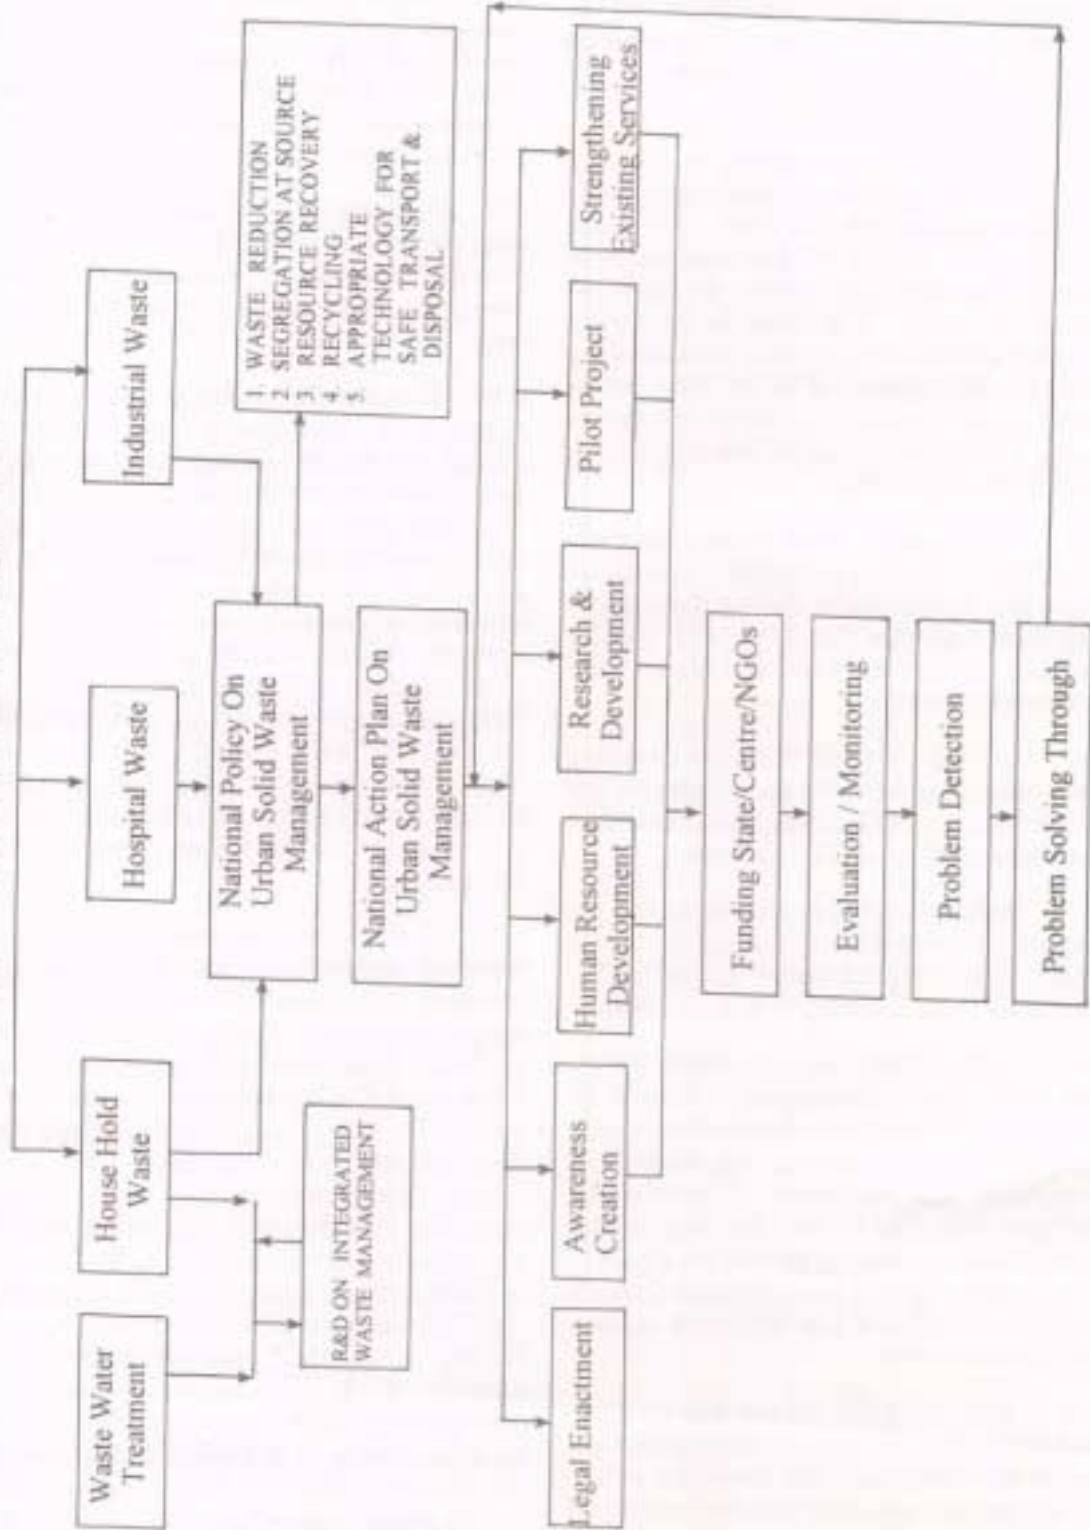 Waste Water
Treatment
House Hold
Waste
Hospital Waste
Industrial Waste
R&D ON INTEGRATED
WASTE MANAGEMENT
National Policy On
Urban Solid Waste
Management
1. WASTE REDUCTION
2. SEGREGATION AT SOURCE
3. RESOURCE RECOVERY
4. RECYCLING
5. APPROPRIATE
TECHNOLOGY FOR
SAFE TRANSPORT &
DISPOSAL
National Action Plan On
Urban Solid Waste
Management
Legal Enactment
Awareness
Creation
Human Resource
Development
Research &
Development
Pilot Project
Strengthening
Existing Services
Funding State/Centre/NGOs
Evaluation / Monitoring
Problem Detection
Problem Solving Through